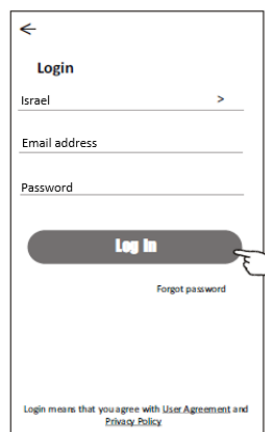 Login
Israel >
Email address
Password
Log In
Forgot password
Login means that you agree with User Agreement and
Privacy Policy